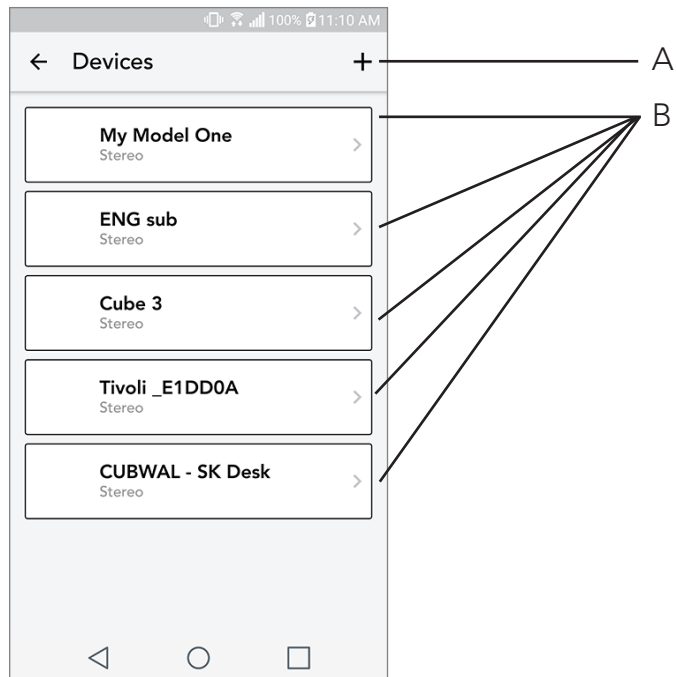 100% 11:10 AM
Devices
A
B
My Model One
Stereo
ENG sub
Stereo
Cube 3
Stereo
Tivoli _E1DD0A
Stereo
CUBWAL - SK Desk
Stereo